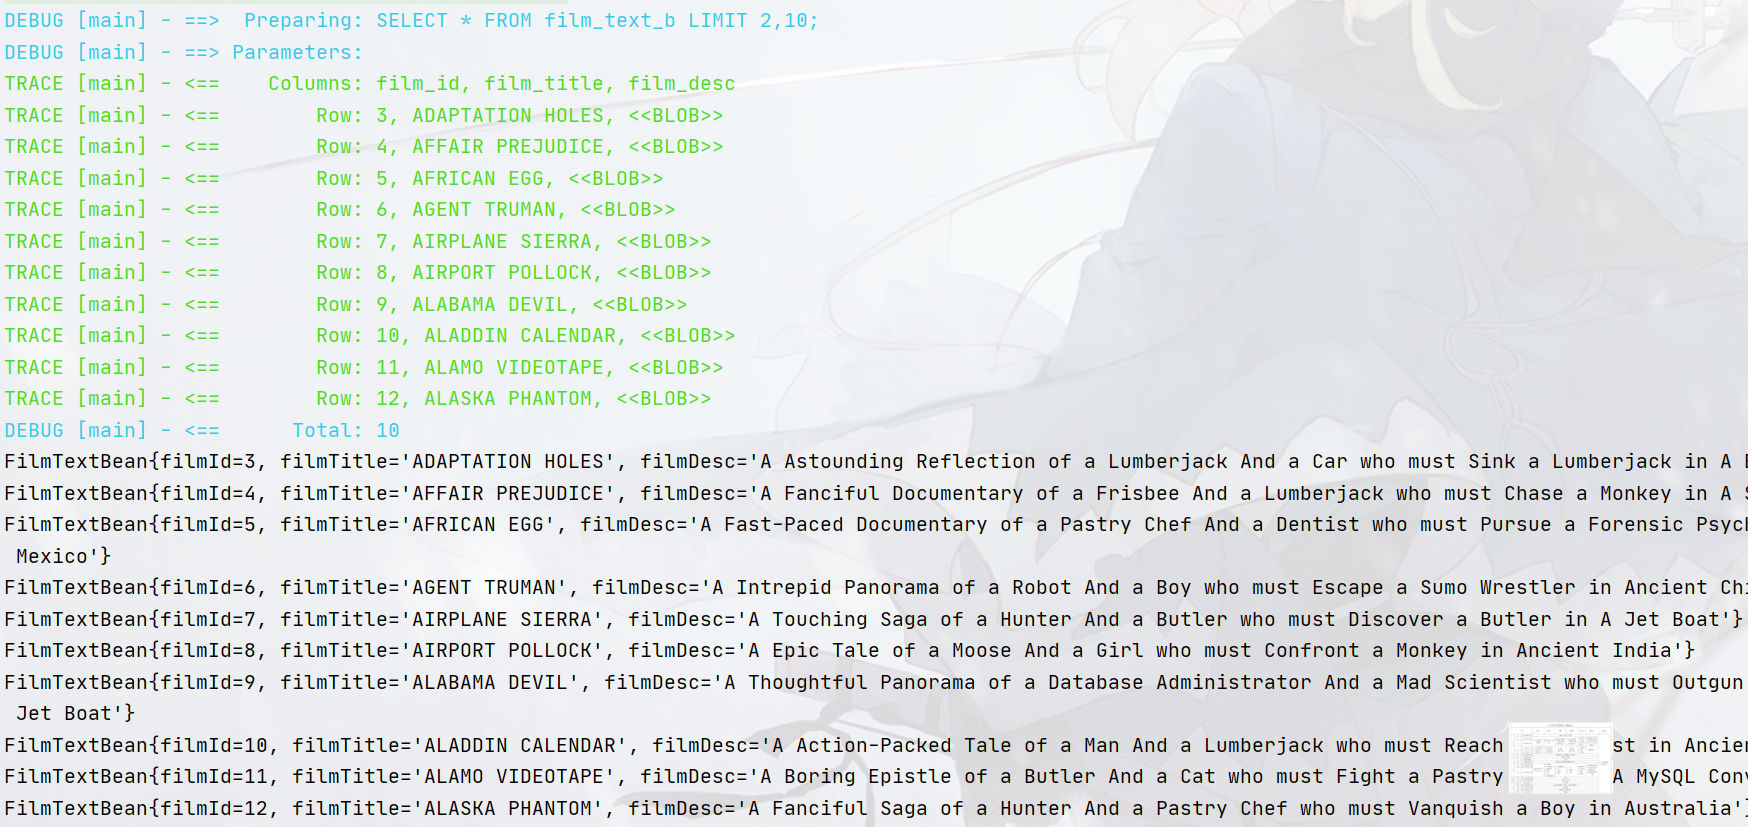 DEBUG [main] - ==>  Preparing: SELECT * FROM film_text_b LIMIT 2,10;
DEBUG [main] - ==> Parameters:
TRACE [main] - <==    Columns: film_id, film_title, film_desc
TRACE [main] - <==        Row: 3, ADAPTATION HOLES, <<BLOB>>
TRACE [main] - <==        Row: 4, AFFAIR PREJUDICE, <<BLOB>>
TRACE [main] - <==        Row: 5, AFRICAN EGG, <<BLOB>>
TRACE [main] - <==        Row: 6, AGENT TRUMAN, <<BLOB>>
TRACE [main] - <==        Row: 7, AIRPLANE SIERRA, <<BLOB>>
TRACE [main] - <==        Row: 8, AIRPORT POLLOCK, <<BLOB>>
TRACE [main] - <==        Row: 9, ALABAMA DEVIL, <<BLOB>>
TRACE [main] - <==        Row: 10, ALADDIN CALENDAR, <<BLOB>>
TRACE [main] - <==        Row: 11, ALAMO VIDEOTAPE, <<BLOB>>
TRACE [main] - <==        Row: 12, ALASKA PHANTOM, <<BLOB>>
DEBUG [main] - <==      Total: 10
FilmTextBean{filmId=3, filmTitle='ADAPTATION HOLES', filmDesc='A Astounding Reflection of a Lumberjack And a Car who must Sink a Lumberjack in A
FilmTextBean{filmId=4, filmTitle='AFFAIR PREJUDICE', filmDesc='A Fanciful Documentary of a Frisbee And a Lumberjack who must Chase a Monkey in A
FilmTextBean{filmId=5, filmTitle='AFRICAN EGG', filmDesc='A Fast-Paced Documentary of a Pastry Chef And a Dentist who must Pursue a Forensic
Mexico'}
FilmTextBean{filmId=6, filmTitle='AGENT TRUMAN', filmDesc='A Intrepid Panorama of a Robot And a Boy who must Escape a Sumo Wrestler in Ancient
FilmTextBean{filmId=7, filmTitle='AIRPLANE SIERRA', filmDesc='A Touching Saga of a Hunter And a Butler who must Discover a Butler in A Jet Boat'}
FilmTextBean{filmId=8, filmTitle='AIRPORT POLLOCK', filmDesc='A Epic Tale of a Moose And a Girl who must Confront a Monkey in Ancient India'}
FilmTextBean{filmId=9, filmTitle='ALABAMA DEVIL', filmDesc='A Thoughtful Panorama of a Database Administrator And a Mad Scientist who must Outgun
Jet Boat'}
FilmTextBean{filmId=10, filmTitle='ALADDIN CALENDAR', filmDesc='A Action-Packed Tale of a Man And a Lumberjack who must Reach st in
FilmTextBean{filmId=11, filmTitle='ALAMO VIDEOTAPE', filmDesc='A Boring Epistle of a Butler And a Cat who must Fight a Pastry A MySQL
FilmTextBean{filmId=12, filmTitle='ALASKA PHANTOM', filmDesc='A Fanciful Saga of a Hunter And a Pastry Chef who must Vanquish a Boy in Australia'}